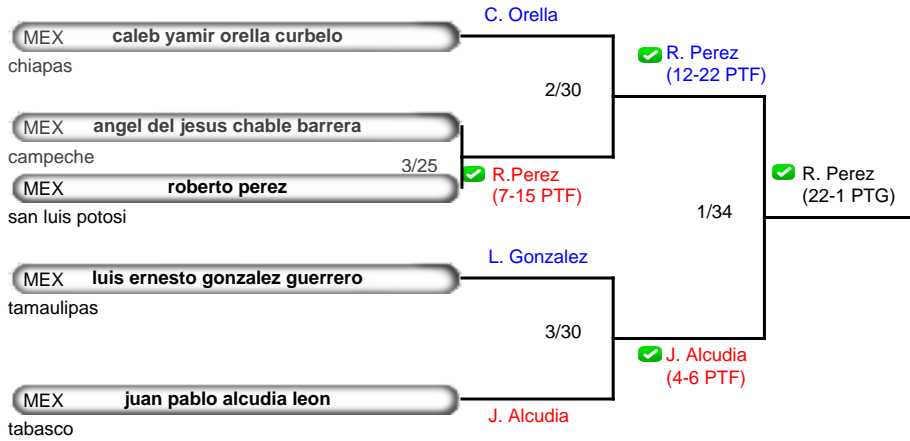 C. Orella
MEX caleb yamir orella curbelo
chiapas
R. Perez
(12-22 PTF)
2/30
MEX angel del jesus chable barrera
campeche
3/25
R.Perez
(7-15 PTF)
MEX roberto perez
san luis potosi
R. Perez
(22-1 PTG)
1/34
L. Gonzalez
MEX luis ernesto gonzalez guerrero
tamaulipas
3/30
J. Alcudia
(4-6 PTF)
MEX juan pablo alcudia leon
tabasco
J. Alcudia